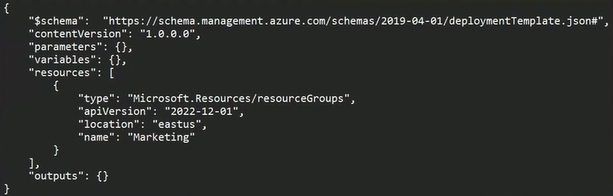 {
    "$schema":  "https://schema.management.azure.com/schemas/2019-04-01/deploymentTemplate.json#",
    "contentVersion": "1.0.0.0",
    "parameters": {},
    "variables": {},
    "resources": [
        {
            "type": "Microsoft.Resources/resourceGroups",
            "apiVersion": "2022-12-01",
            "location": "eastus",
            "name": "Marketing"
        }
    ],
    "outputs": {}
}